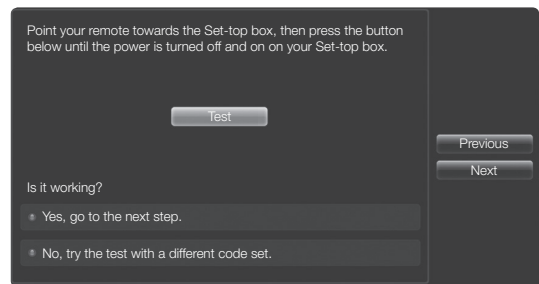 Point your remote towards the Set-top box, then press the button
below until the power is turned off and on on your Set-top box.
Test
Previous
Next
Is it working?
Yes, go to the next step.
No, try the test with a different code set.